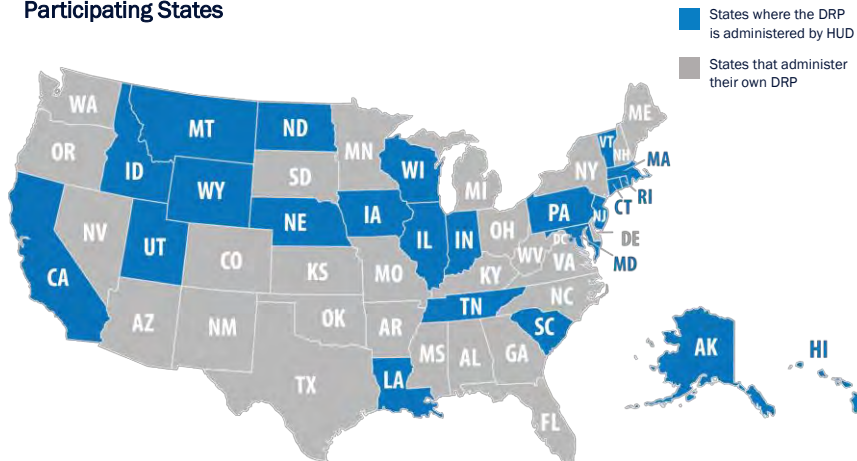 Participating States
States where the DRP
is administered by HUD
States that administer
their own DRP
WA
MT
ND
MN
ME
VT
NH
OR
ID
WY
SD
WI
MI
NY
MA
RI
CT
NV
UT
CO
NE
IA
IL
IN
OH
PA
NJ
DE
MD
DC
WV
VA
CA
KS
MO
KY
AZ
NM
OK
AR
TN
NC
SC
TX
LA
MS
AL
GA
FL
AK
HI